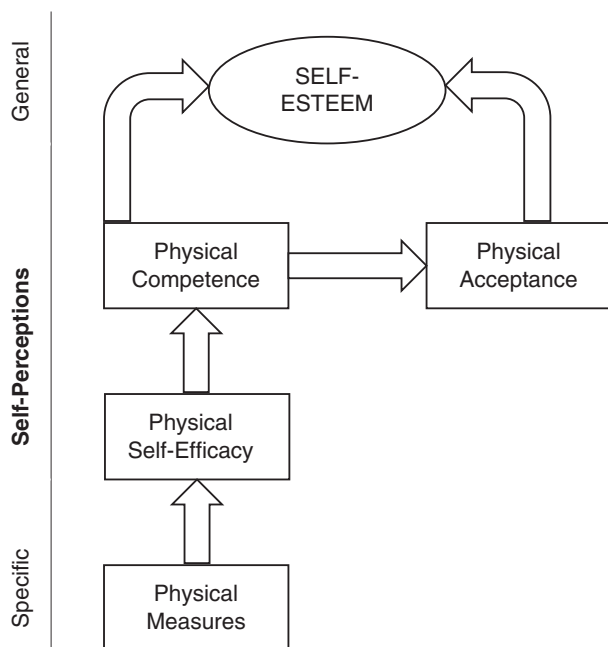 General
SELF-
ESTEEM
Self-Perceptions
Physical
Competence
Physical
Acceptance
Physical
Self-Efficacy
Specific
Physical
Measures